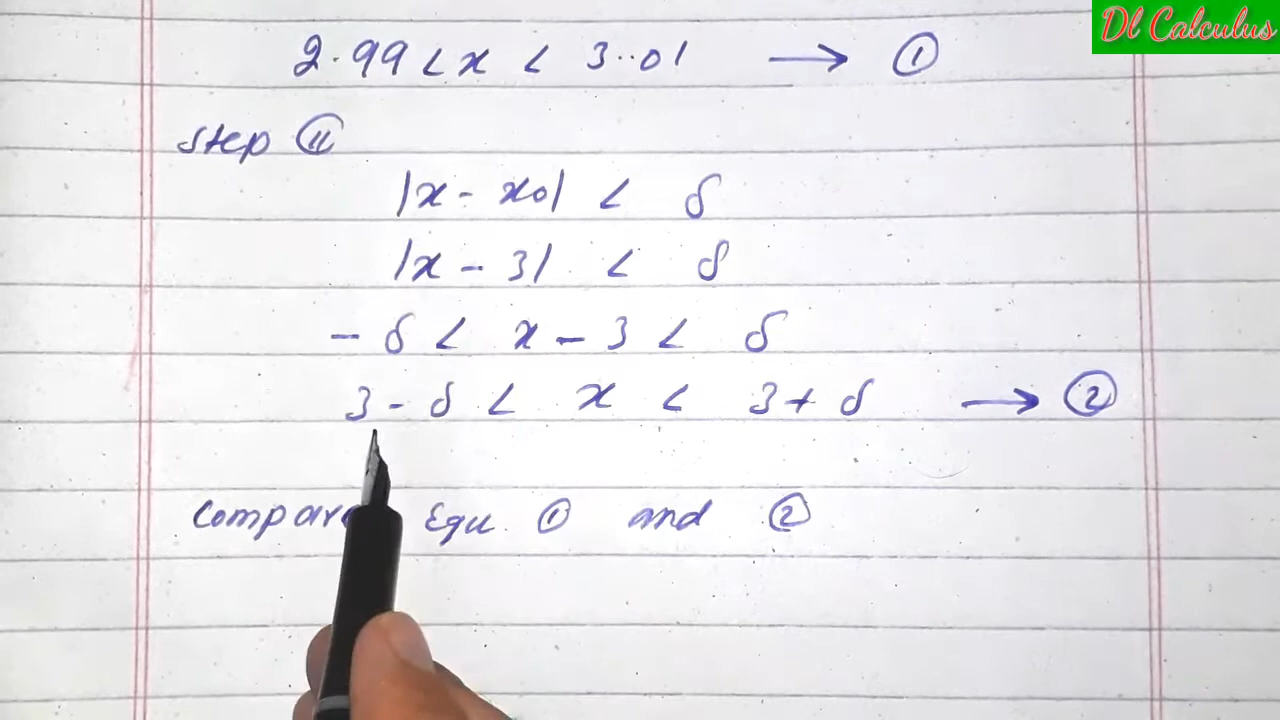 Dl Calculus
2.99 < x < 3..01 → ①
Step ⑪
|x - x0| < δ
|x - 3| < δ
- δ < x - 3 < δ
3 - δ < x < 3 + δ → ②
Equ. ① and ②